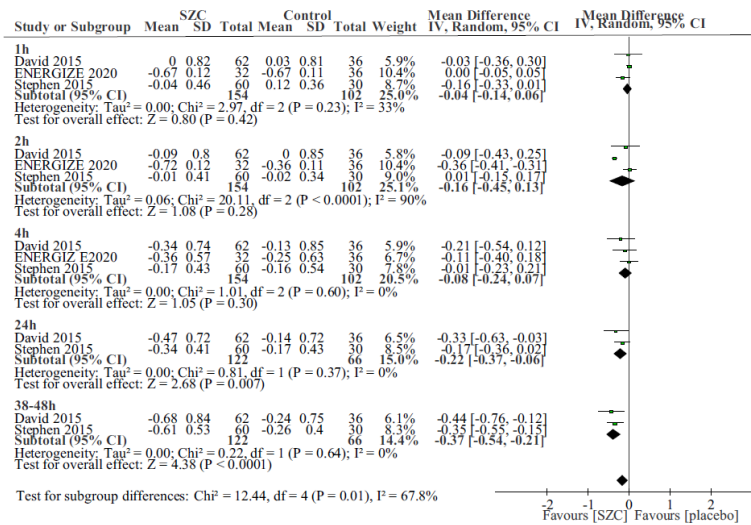 SZC Control Mean Difference Mean Difference
Study or Subgroup Mean SD Total Mean SD Total Weight IV, Random, 95% CI IV, Random, 95% CI
1h
David 2015 0 0.82 62 0.03 0.81 36 5.9% -0.03 [-0.36, 0.30]
ENERGIZE 2020 -0.67 0.12 32 -0.67 0.11 36 10.4% 0.00 [-0.05, 0.05]
Stephen 2015 -0.04 0.46 60 0.12 0.36 30 8.7% -0.16 [-0.33, 0.01]
Subtotal (95% CI) 154 102 25.0% -0.04 [-0.14, 0.06]
Heterogeneity: Tau² = 0.00; Chi² = 2.97, df = 2 (P = 0.23); I² = 33%
Test for overall effect: Z = 0.80 (P = 0.42)
2h
David 2015 -0.09 0.8 62 0 0.85 36 5.8% -0.09 [-0.43, 0.25]
ENERGIZE 2020 -0.72 0.12 32 -0.36 0.11 36 10.4% -0.36 [-0.41, -0.31]
Stephen 2015 -0.01 0.41 60 -0.02 0.34 30 9.0% 0.01 [-0.15, 0.17]
Subtotal (95% CI) 154 102 25.1% -0.16 [-0.45, 0.13]
Heterogeneity: Tau² = 0.06; Chi² = 20.11, df = 2 (P < 0.0001); I² = 90%
Test for overall effect: Z = 1.08 (P = 0.28)
4h
David 2015 -0.34 0.74 62 -0.13 0.85 36 5.9% -0.21 [-0.54, 0.12]
ENERGIZ E2020 -0.36 0.57 32 -0.25 0.63 36 6.7% -0.11 [-0.40, 0.18]
Stephen 2015 -0.17 0.43 60 -0.16 0.54 30 7.8% -0.01 [-0.23, 0.21]
Subtotal (95% CI) 154 102 20.5% -0.08 [-0.24, 0.07]
Heterogeneity: Tau² = 0.00; Chi² = 1.01, df = 2 (P = 0.60); I² = 0%
Test for overall effect: Z = 1.05 (P = 0.30)
24h
David 2015 -0.47 0.72 62 -0.14 0.72 36 6.5% -0.33 [-0.63, -0.03]
Stephen 2015 -0.34 0.41 60 -0.17 0.43 30 8.5% -0.17 [-0.36, 0.02]
Subtotal (95% CI) 122 66 15.0% -0.22 [-0.37, -0.06]
Heterogeneity: Tau² = 0.00; Chi² = 0.81, df = 1 (P = 0.37); I² = 0%
Test for overall effect: Z = 2.68 (P = 0.007)
38-48h
David 2015 -0.68 0.84 62 -0.24 0.75 36 6.1% -0.44 [-0.76, -0.12]
Stephen 2015 -0.61 0.53 60 -0.26 0.4 30 8.3% -0.35 [-0.55, -0.15]
Subtotal (95% CI) 122 66 14.4% -0.37 [-0.54, -0.21]
Heterogeneity: Tau² = 0.00; Chi² = 0.22, df = 1 (P = 0.64); I² = 0%
Test for overall effect: Z = 4.38 (P < 0.0001)
Test for subgroup differences: Chi² = 12.44, df = 4 (P = 0.01), I² = 67.8%
-2 -1 0 1 2
Favours [SZC] Favours [placebo]